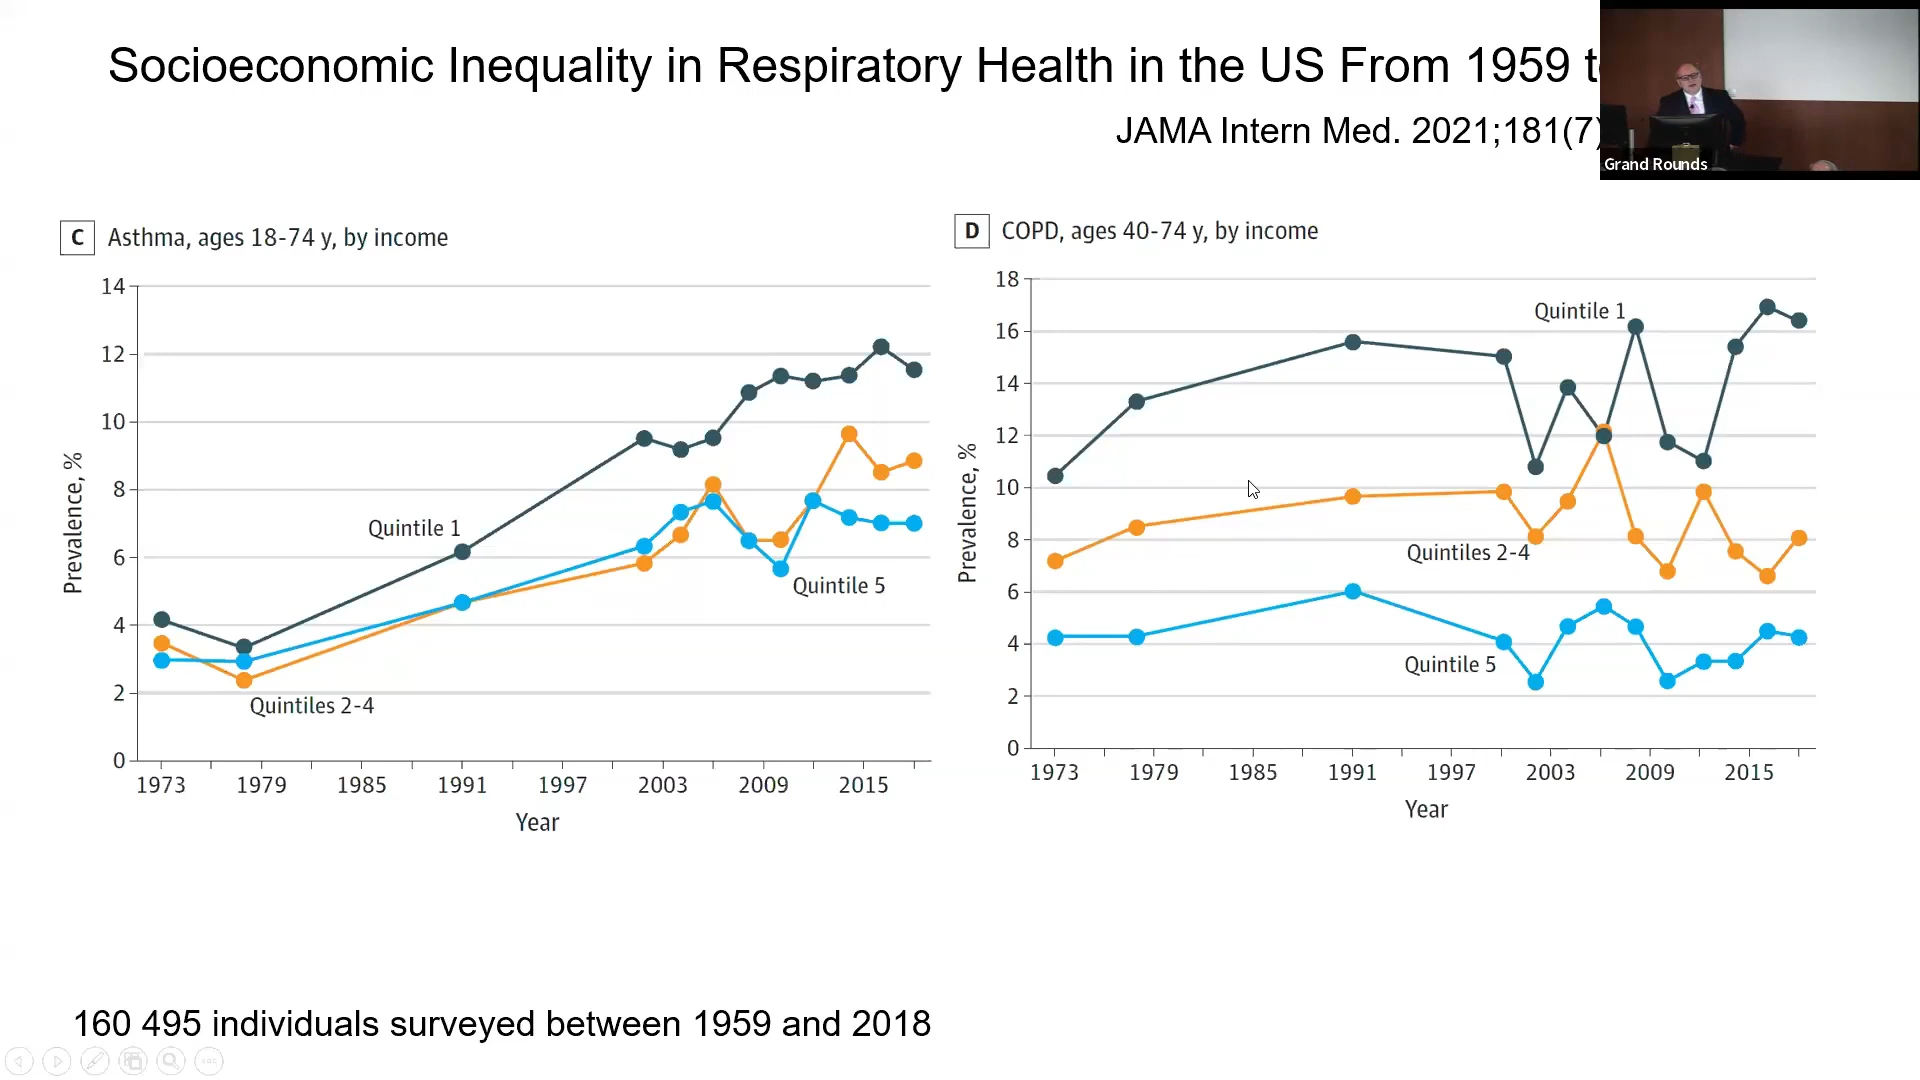 Socioeconomic Inequality in Respiratory Health in the US From 1959
JAMA Intern Med. 2021;181(7)
Grand Rounds
C Asthma, ages 18-74 y, by income
14
12
10
8
6
4
2
0
Prevalence, %
Quintile 1
Quintile 5
Quintiles 2-4
1973 1979 1985 1991 1997 2003 2009 2015
Year
D COPD, ages 40-74 y, by income
18
16
14
12
10
8
6
4
2
0
Prevalence, %
Quintile 1
Quintiles 2-4
Quintile 5
1973 1979 1985 1991 1997 2003 2009 2015
Year
160 495 individuals surveyed between 1959 and 2018